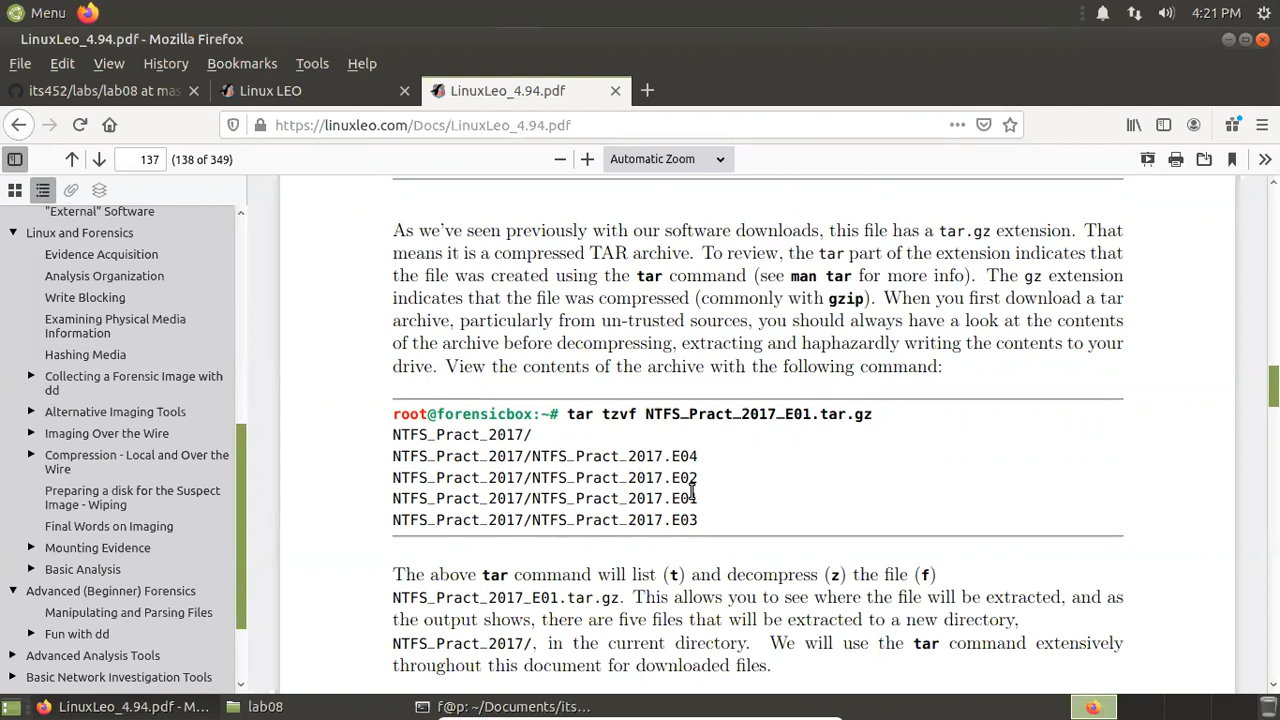 Menu
4:21 PM
LinuxLeo_4.94.pdf - Mozilla Firefox
File Edit View History Bookmarks Tools Help
its452/labs/lab08 at mas
Linux LEO
LinuxLeo_4.94.pdf
https://linuxleo.com/Docs/LinuxLeo_4.94.pdf
137 (138 of 349)
Automatic Zoom
"External" Software
Linux and Forensics
Evidence Acquisition
Analysis Organization
Write Blocking
Examining Physical Media
Information
Hashing Media
Collecting a Forensic Image with
dd
Alternative Imaging Tools
Imaging Over the Wire
Compression - Local and Over the
Wire
Preparing a disk for the Suspect
Image - Wiping
Final Words on Imaging
Mounting Evidence
Basic Analysis
Advanced (Beginner) Forensics
Manipulating and Parsing Files
Fun with dd
Advanced Analysis Tools
Basic Network Investigation Tools
As we've seen previously with our software downloads, this file has a tar.gz extension. That
means it is a compressed TAR archive. To review, the tar part of the extension indicates that
the file was created using the tar command (see man tar for more info). The gz extension
indicates that the file was compressed (commonly with gzip). When you first download a tar
archive, particularly from un-trusted sources, you should always have a look at the contents
of the archive before decompressing, extracting and haphazardly writing the contents to your
drive. View the contents of the archive with the following command:
root@forensicbox:~# tar tzvf NTFS_Pract_2017_E01.tar.gz
NTFS_Pract_2017/
NTFS_Pract_2017/NTFS_Pract_2017.E04
NTFS_Pract_2017/NTFS_Pract_2017.E02
NTFS_Pract_2017/NTFS_Pract_2017.E01
NTFS_Pract_2017/NTFS_Pract_2017.E03
The above tar command will list (t) and decompress (z) the file (f)
NTFS_Pract_2017_E01.tar.gz. This allows you to see where the file will be extracted, and as
the output shows, there are five files that will be extracted to a new directory,
NTFS_Pract_2017/, in the current directory. We will use the tar command extensively
throughout this document for downloaded files.
LinuxLeo_4.94.pdf - M...
lab08
f@p: ~/Documents/its...